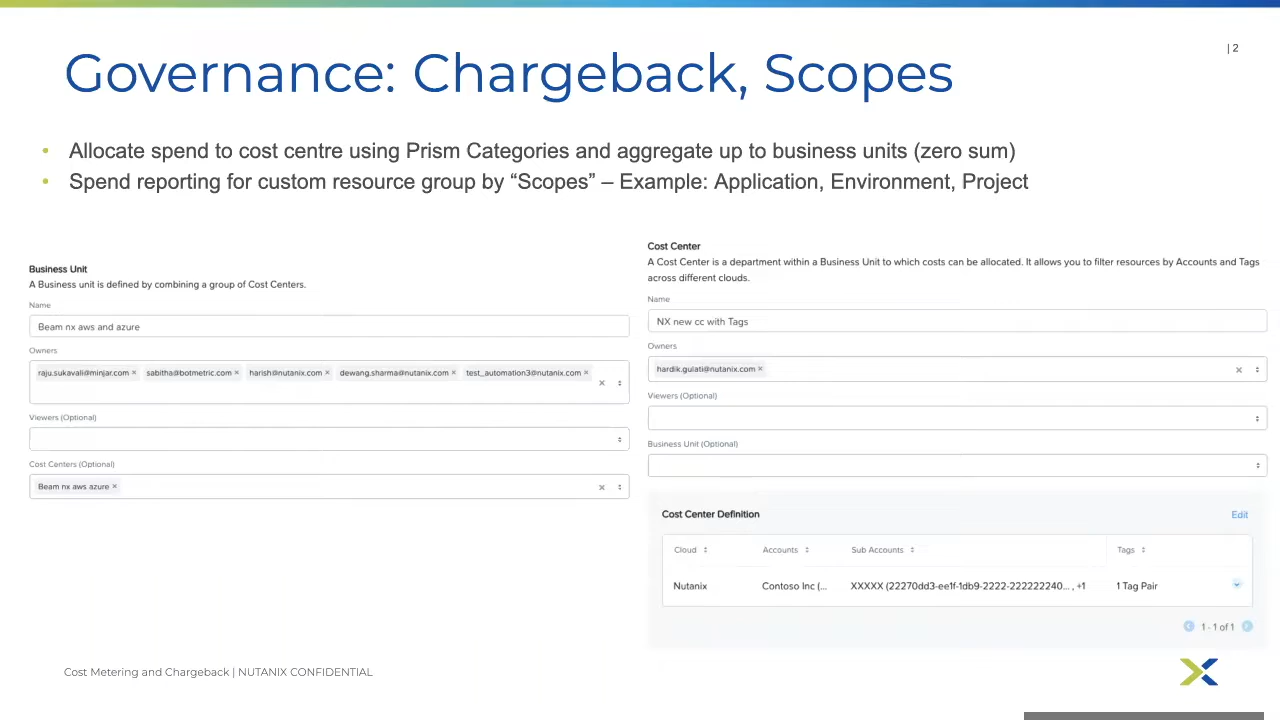 | 2
Governance: Chargeback, Scopes
• Allocate spend to cost centre using Prism Categories and aggregate up to business units (zero sum)
• Spend reporting for custom resource group by “Scopes” – Example: Application, Environment, Project
Business Unit
A Business unit is defined by combining a group of Cost Centers.
Name
Beam nx aws and azure
Owners
raju.sukavali@minjar.com × sabitha@botmetric.com × harish@nutanix.com × dewang.sharma@nutanix.com × test_automation3@nutanix.com ×
Viewers (Optional)
Cost Centers (Optional)
Beam nx aws azure ×
Cost Center
A Cost Center is a department within a Business Unit to which costs can be allocated. It allows you to filter resources by Accounts and Tags
across different clouds.
Name
NX new cc with Tags
Owners
hardik.gulati@nutanix.com ×
Viewers (Optional)
Business Unit (Optional)
Cost Center Definition Edit
Cloud Accounts Sub Accounts Tags
Nutanix Contoso Inc (... XXXXX (22270dd3-ee1f-1db9-2222-222222240... , +1 1 Tag Pair
1 - 1 of 1
Cost Metering and Chargeback | NUTANIX CONFIDENTIAL